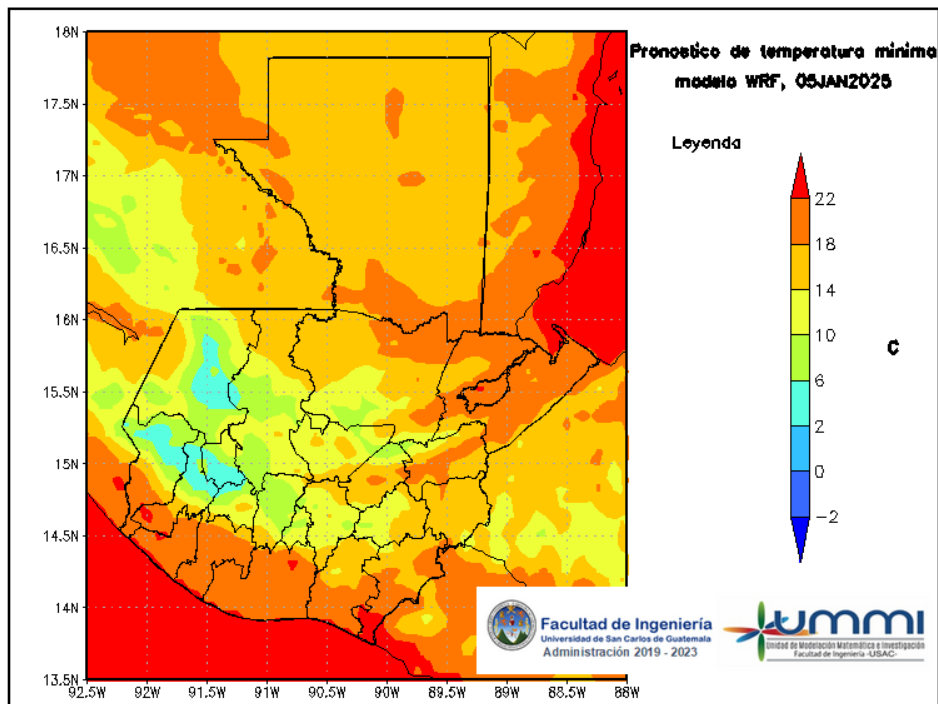 Pronostico de temperatura minima
modelo WRF, 05JAN2025
Leyenda
22
18
14
10
6
2
0
−2
C
18N
17.5N
17N
16.5N
16N
15.5N
15N
14.5N
14N
13.5N
92.5W 92W 91.5W 91W 90.5W 90W 89.5W 89W 88.5W 88W
Facultad de Ingeniería
Universidad de San Carlos de Guatemala
Administración 2019 - 2023
UMMI
Unidad de Modelación Matemática e Investigación
Facultad de Ingeniería -USAC-